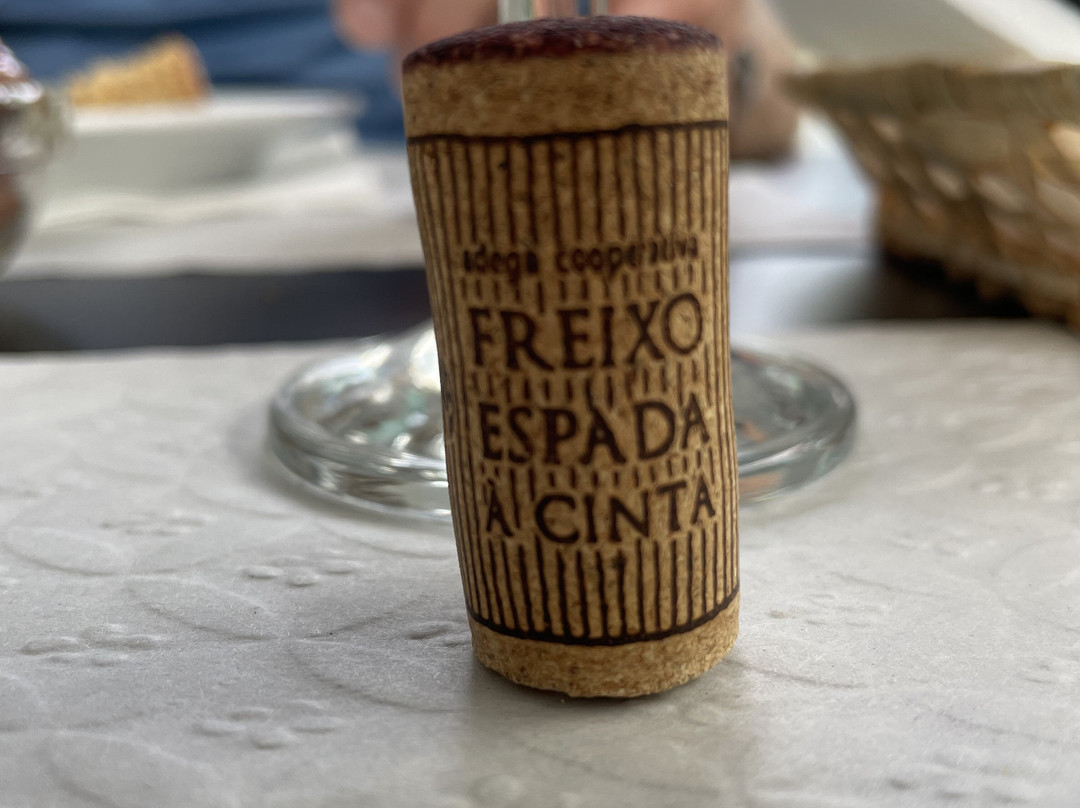 adega cooperativa
FREIXO
ESPADA
À CINTA